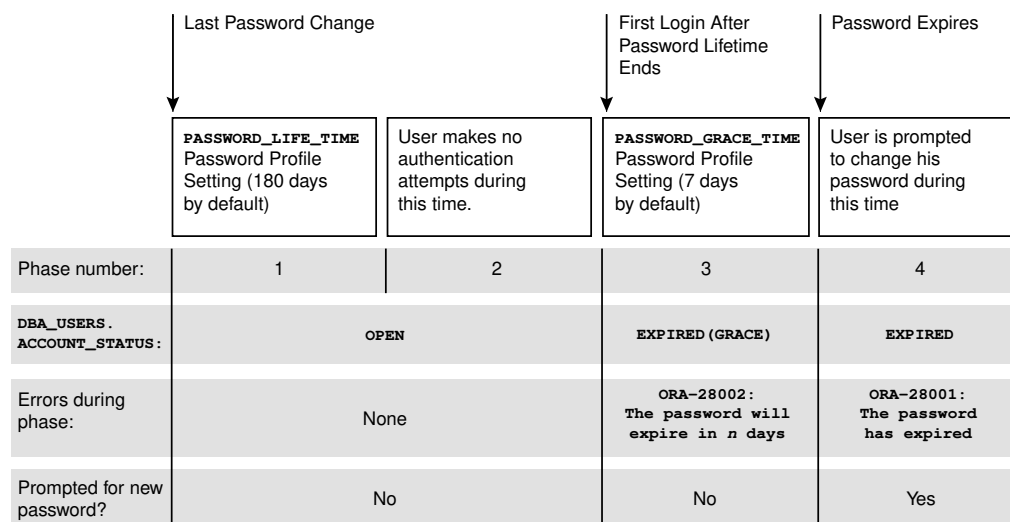 Last Password Change
First Login After
Password Lifetime
Ends
Password Expires
PASSWORD_LIFE_TIME
Password Profile
Setting (180 days
by default)
User makes no
authentication
attempts during
this time.
PASSWORD_GRACE_TIME
Password Profile
Setting (7 days
by default)
User is prompted
to change his
password during
this time
Phase number:
1
2
3
4
DBA_USERS.
ACCOUNT_STATUS:
OPEN
EXPIRED(GRACE)
EXPIRED
Errors during
phase:
None
ORA–28002:
The password will
expire in n days
ORA–28001:
The password
has expired
Prompted for new
password?
No
No
Yes